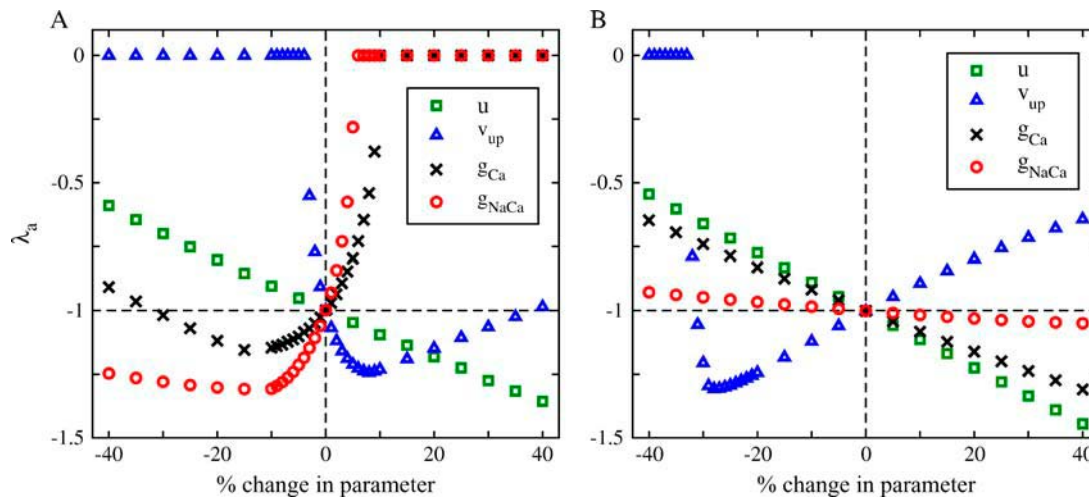 A
B
0
-0.5
-1
-1.5
λa
u
vup
gCa
gNaCa
-40
-20
0
20
40
% change in parameter
0
-0.5
-1
-1.5
u
vup
gCa
gNaCa
-40
-20
0
20
40
% change in parameter